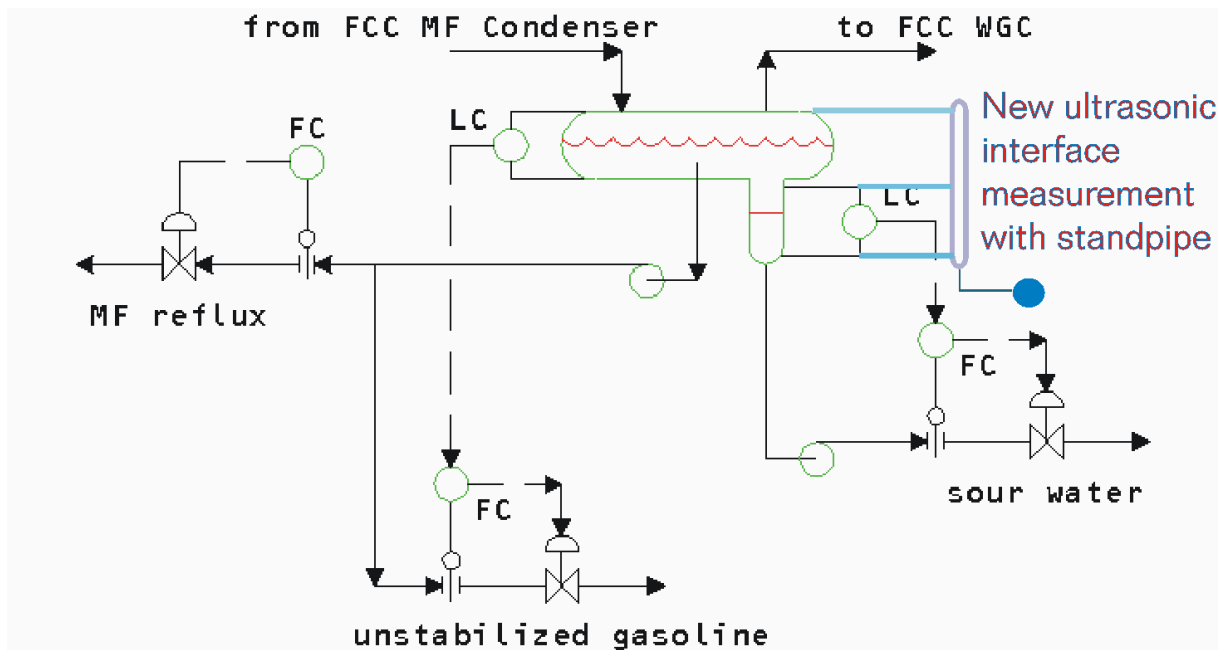 from FCC MF Condenser
to FCC WGC
LC
FC
New ultrasonic
interface
measurement
with standpipe
LC
MF reflux
FC
sour water
FC
unstabilized gasoline